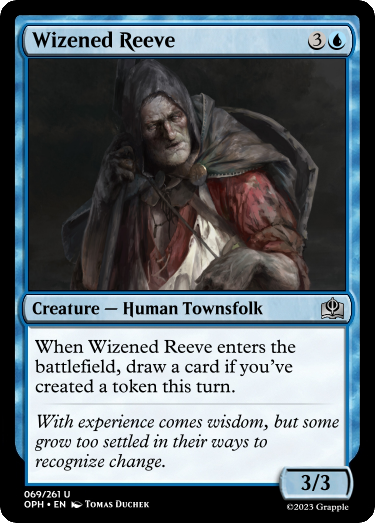 Wizened Reeve 3
Creature — Human Townsfolk
When Wizened Reeve enters the
battlefield, draw a card if you've
created a token this turn.
With experience comes wisdom, but some
grow too settled in their ways to
recognize change.
3/3
069/261 U
OPH • EN Tomas Duchek
©2023 Grapple